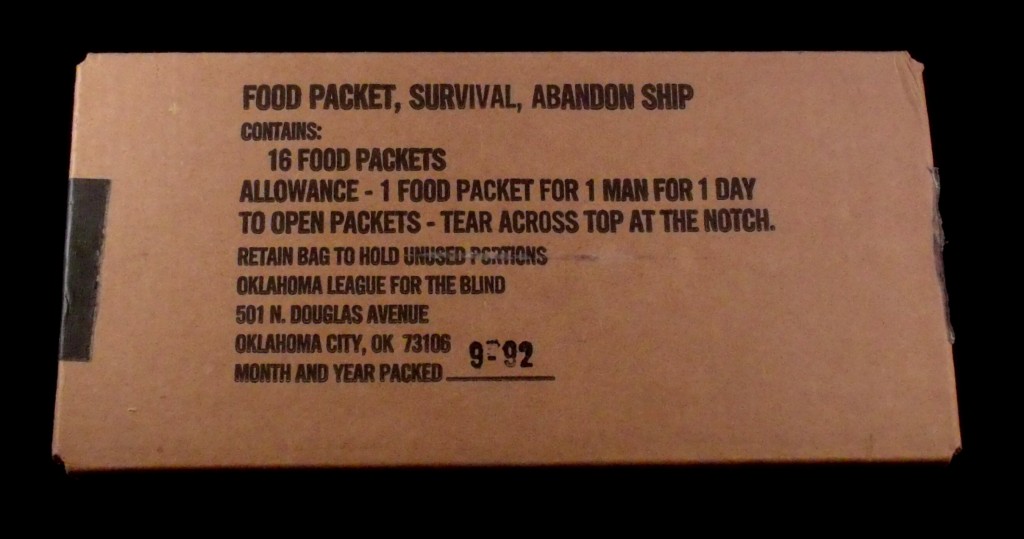 FOOD PACKET, SURVIVAL, ABANDON SHIP
CONTAINS:
16 FOOD PACKETS
ALLOWANCE - 1 FOOD PACKET FOR 1 MAN FOR 1 DAY
TO OPEN PACKETS - TEAR ACROSS TOP AT THE NOTCH.
RETAIN BAG TO HOLD UNUSED PORTIONS
OKLAHOMA LEAGUE FOR THE BLIND
501 N. DOUGLAS AVENUE
OKLAHOMA CITY, OK 73106
MONTH AND YEAR PACKED 9-92